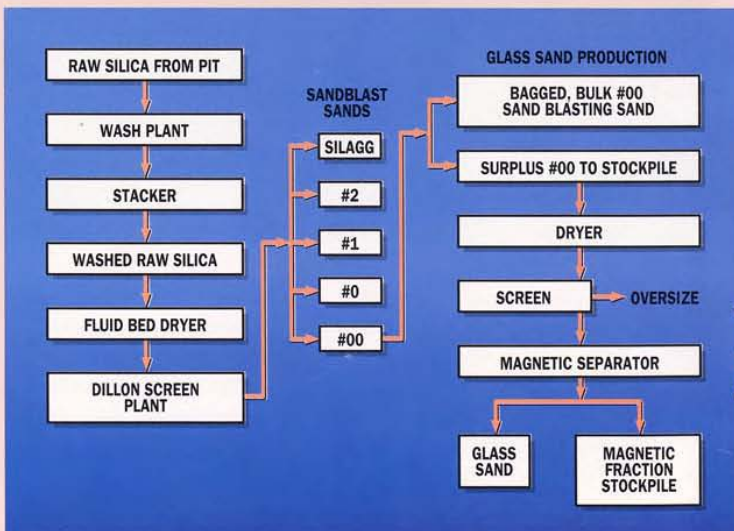 RAW SILICA FROM PIT
WASH PLANT
STACKER
WASHED RAW SILICA
FLUID BED DRYER
DILLON SCREEN
PLANT
SANDBLAST
SANDS
SILAGG
#2
#1
#0
#00
GLASS SAND PRODUCTION
BAGGED, BULK #00
SAND BLASTING SAND
SURPLUS #00 TO STOCKPILE
DRYER
SCREEN
OVERSIZE
MAGNETIC SEPARATOR
GLASS
SAND
MAGNETIC
FRACTION
STOCKPILE